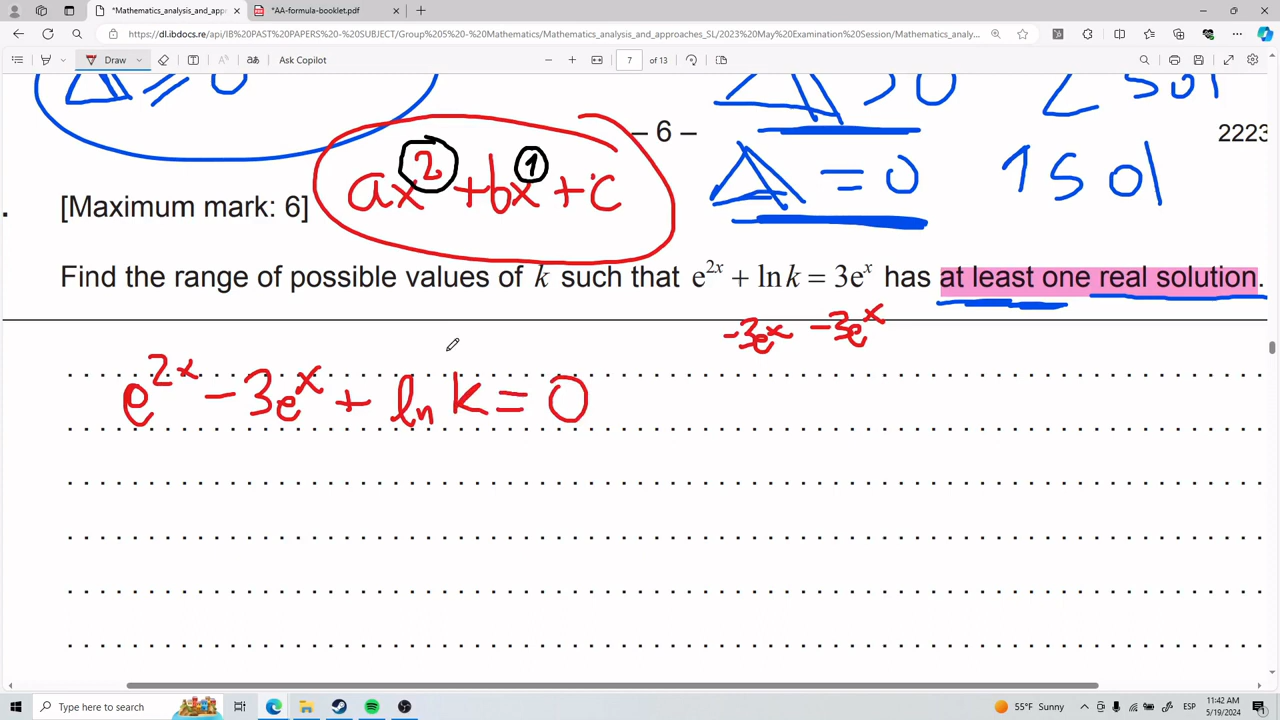 *Mathematics_analysis_and_appr
*AA-formula-booklet.pdf
https://dl.ibdocs.re/api/IB%20PAST%20PAPERS%20-%20SUBJECT/Group%205%20-%20Mathematics/Mathematics_analysis_and_approaches_SL/2023%20May%20Examination%20Session/Mathematics_analy...
Draw
Ask Copilot
7 of 13
Δ ≥ 0
Δ > 0 2 sol
– 6 –
2223
ax² + bx¹ + c
Δ = 0 1 sol
[Maximum mark: 6]
Find the range of possible values of k such that e²ˣ + ln k = 3eˣ has at least one real solution.
-3eˣ -3eˣ
e²ˣ - 3eˣ + ln k = 0
Type here to search
55°F Sunny
ESP
11:42 AM
5/19/2024